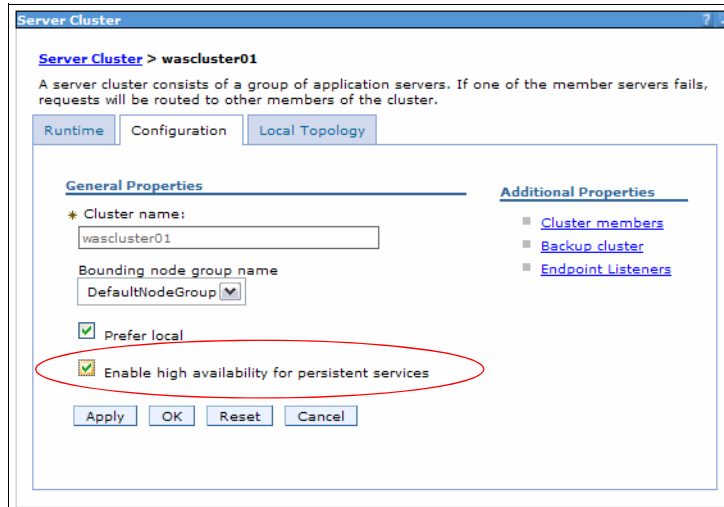 Server Cluster ? -
Server Cluster > wascluster01
A server cluster consists of a group of application servers. If one of the member servers fails,
requests will be routed to other members of the cluster.
Runtime Configuration Local Topology
General Properties
* Cluster name:
wascluster01
Bounding node group name
DefaultNodeGroup
Prefer local
Enable high availability for persistent services
Apply OK Reset Cancel
Additional Properties
Cluster members
Backup cluster
Endpoint Listeners